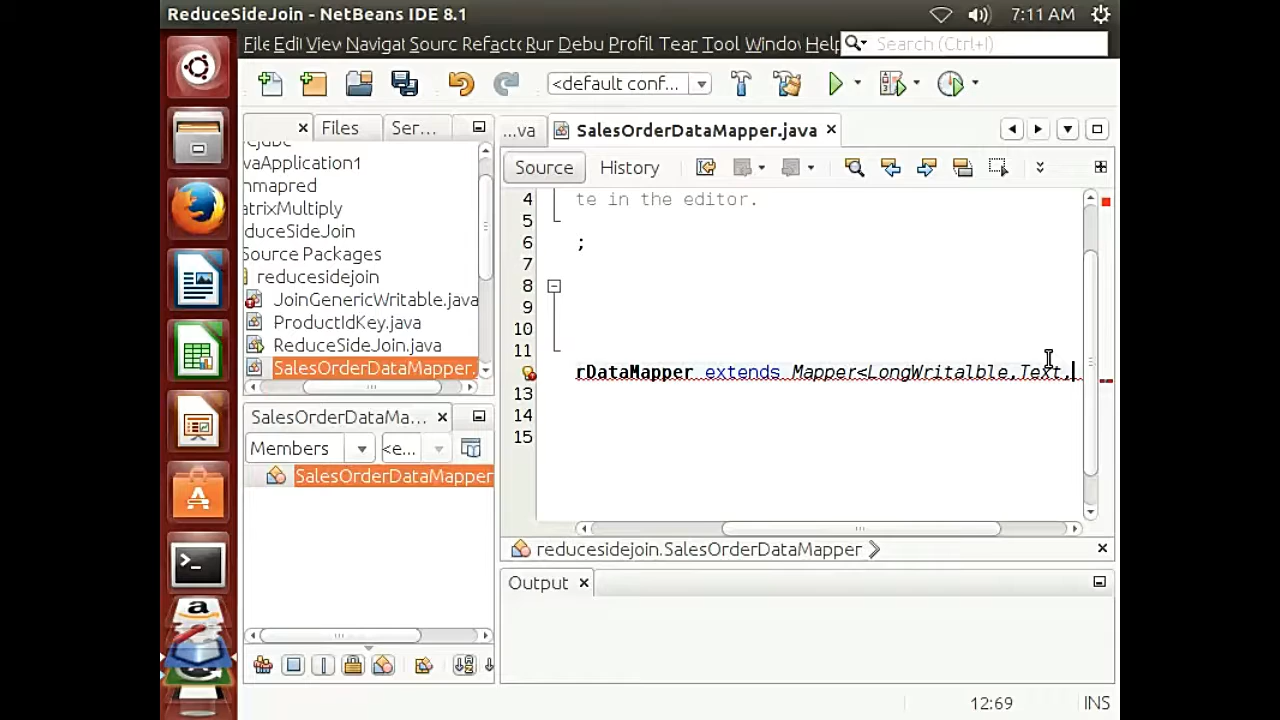 ReduceSideJoin - NetBeans IDE 8.1
7:11 AM
File Edit View Navigat Sourc Refacto Run Debu Profil Tear Tool Windo Help
Search (Ctrl+I)
<default conf...
Files
Ser...
...va
SalesOrderDataMapper.java
Source
History
vaApplication1
nmapred
atrixMultiply
duceSideJoin
Source Packages
reducesidejoin
JoinGenericWritable.java
ProductIdKey.java
ReduceSideJoin.java
SalesOrderDataMapper.
4 te in the editor.
5
6 ;
7
8
9
10
11
rDataMapper extends Mapper<LongWritalble,Text,
13
14
15
SalesOrderDataMa...
Members
<e...
SalesOrderDataMapper
reducesidejoin.SalesOrderDataMapper
Output
12:69
INS